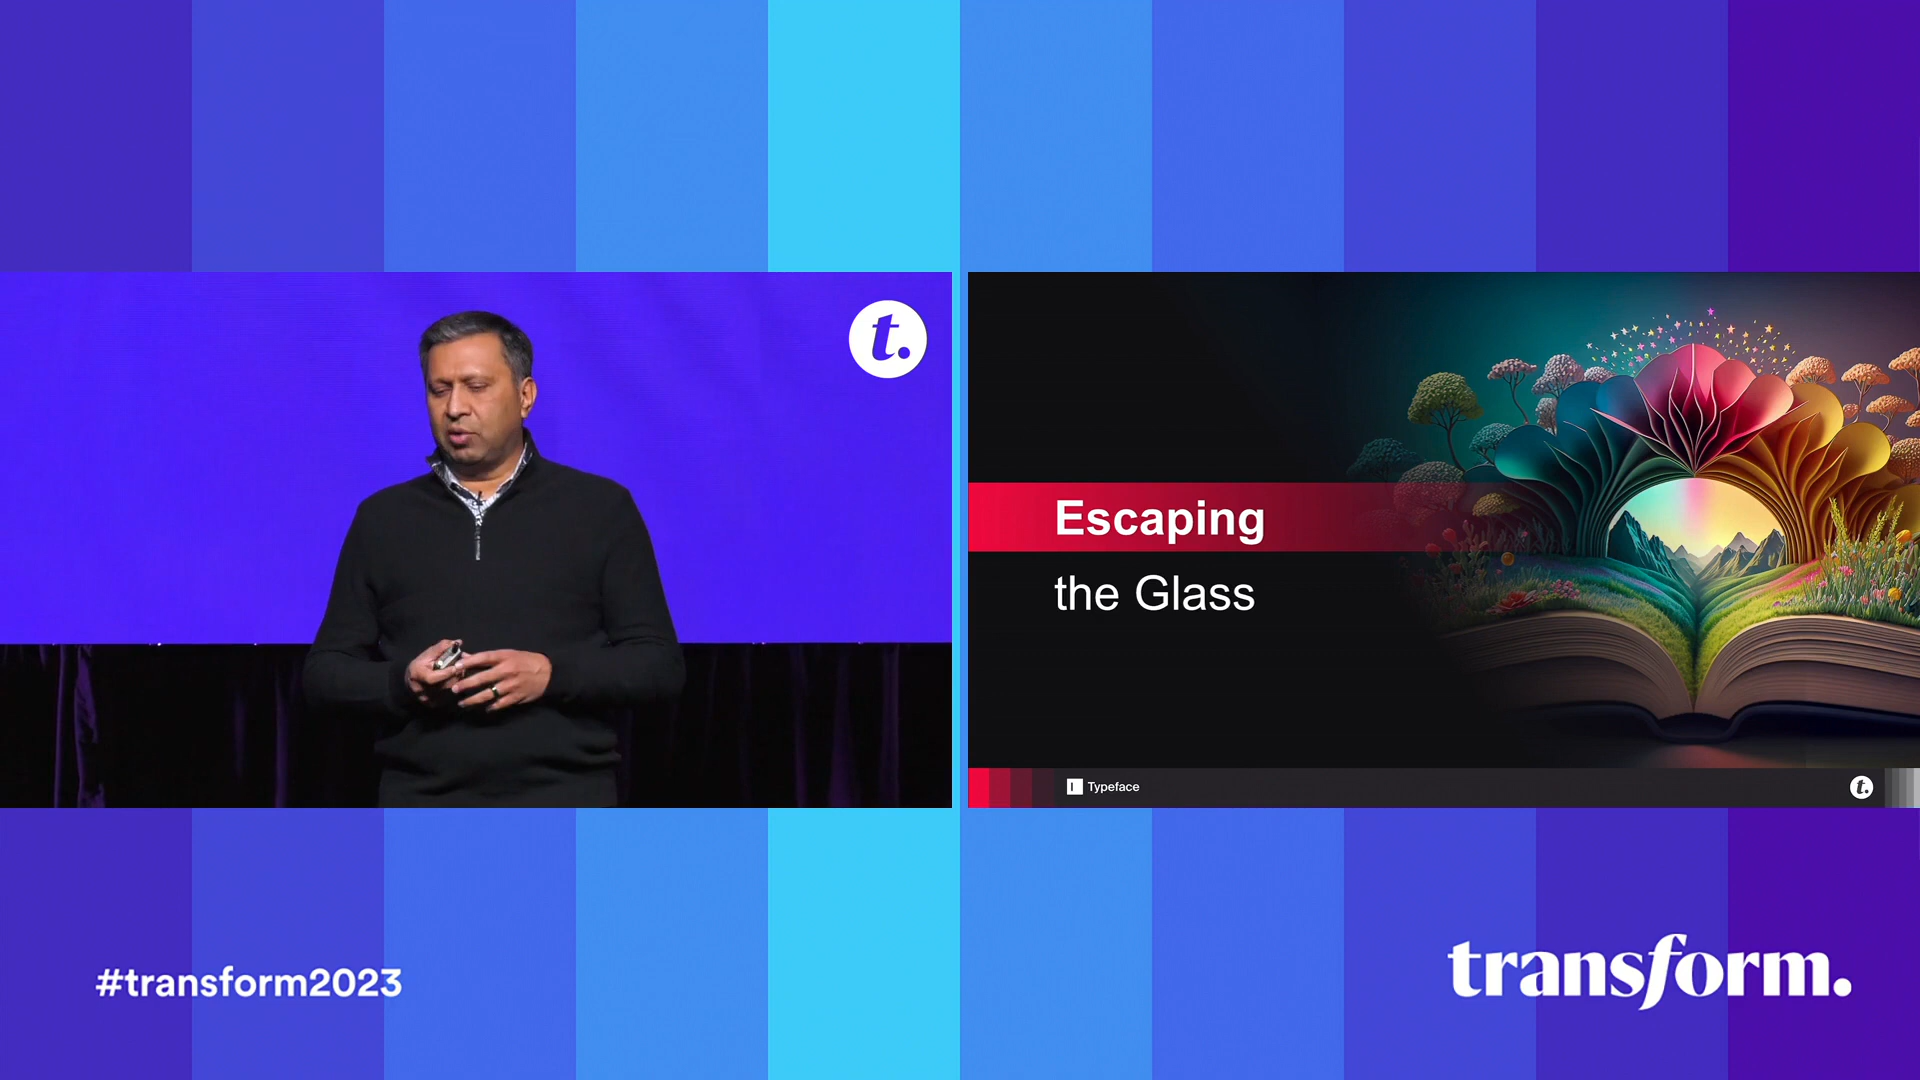 t.
Escaping
the Glass
Typeface
t.
#transform2023
transform.